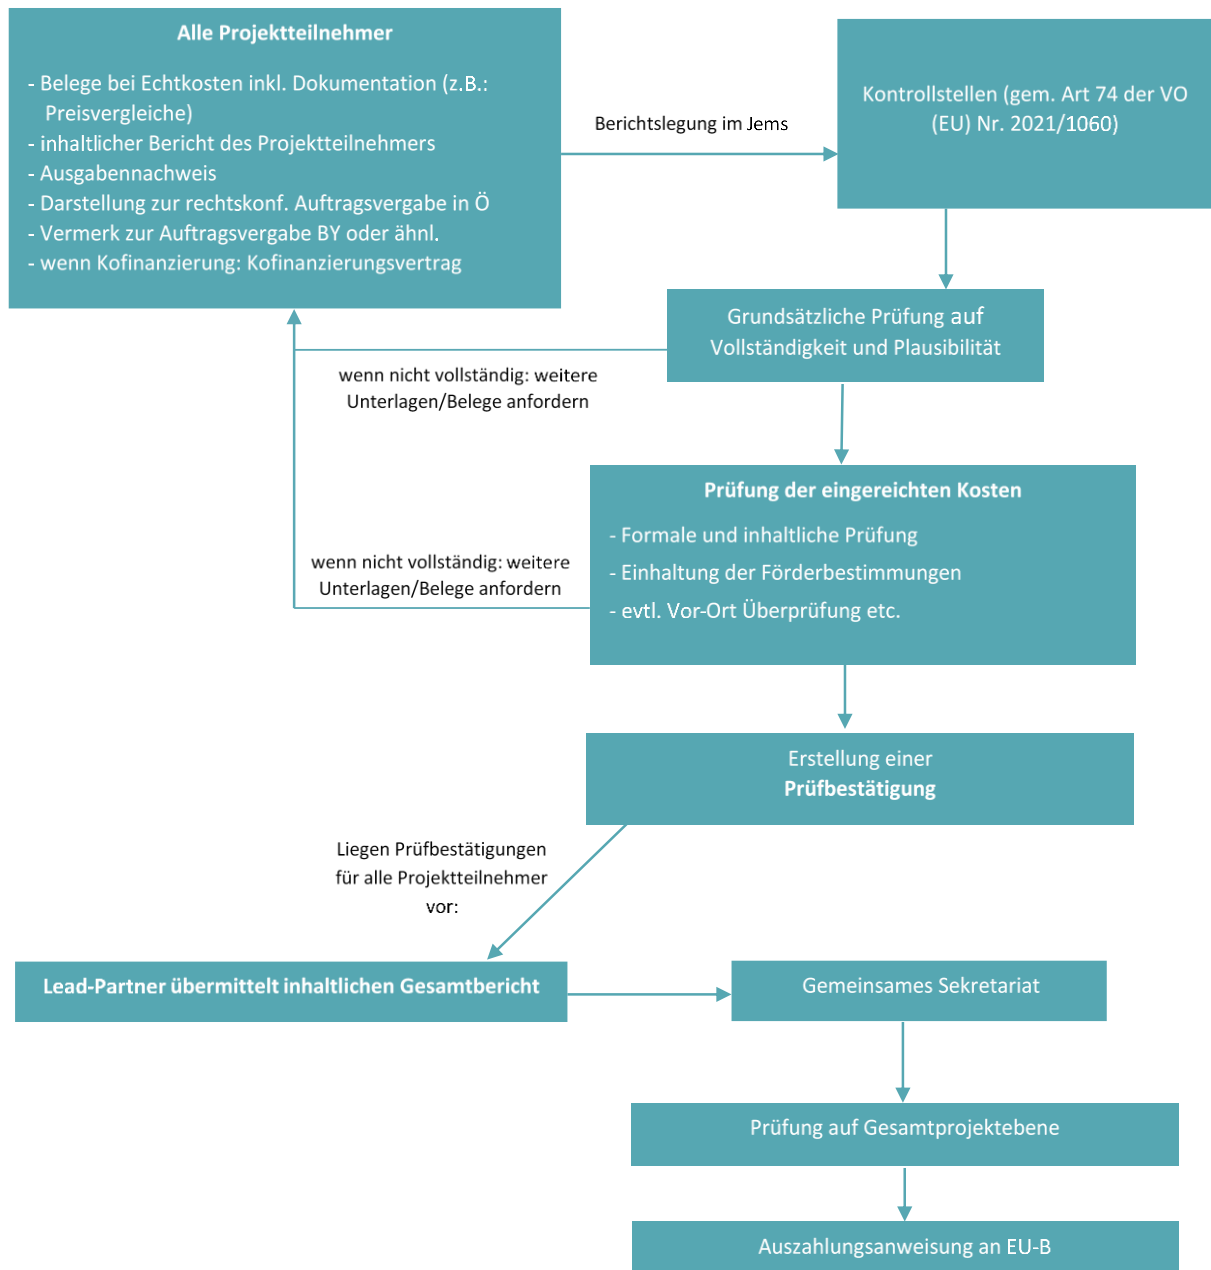 Alle Projektteilnehmer
- Belege bei Echtkosten inkl. Dokumentation (z.B.:
Preisvergleiche)
- inhaltlicher Bericht des Projektteilnehmers
- Ausgabennachweis
- Darstellung zur rechtskonf. Auftragsvergabe in Ö
- Vermerk zur Auftragsvergabe BY oder ähnl.
- wenn Kofinanzierung: Kofinanzierungsvertrag
Berichtslegung im Jems
Kontrollstellen (gem. Art 74 der VO
(EU) Nr. 2021/1060)
Grundsätzliche Prüfung auf
Vollständigkeit und Plausibilität
wenn nicht vollständig: weitere
Unterlagen/Belege anfordern
Prüfung der eingereichten Kosten
- Formale und inhaltliche Prüfung
- Einhaltung der Förderbestimmungen
- evtl. Vor-Ort Überprüfung etc.
wenn nicht vollständig: weitere
Unterlagen/Belege anfordern
Erstellung einer
Prüfbestätigung
Liegen Prüfbestätigungen
für alle Projektteilnehmer
vor:
Lead-Partner übermittelt inhaltlichen Gesamtbericht
Gemeinsames Sekretariat
Prüfung auf Gesamtprojektebene
Auszahlungsanweisung an EU-B